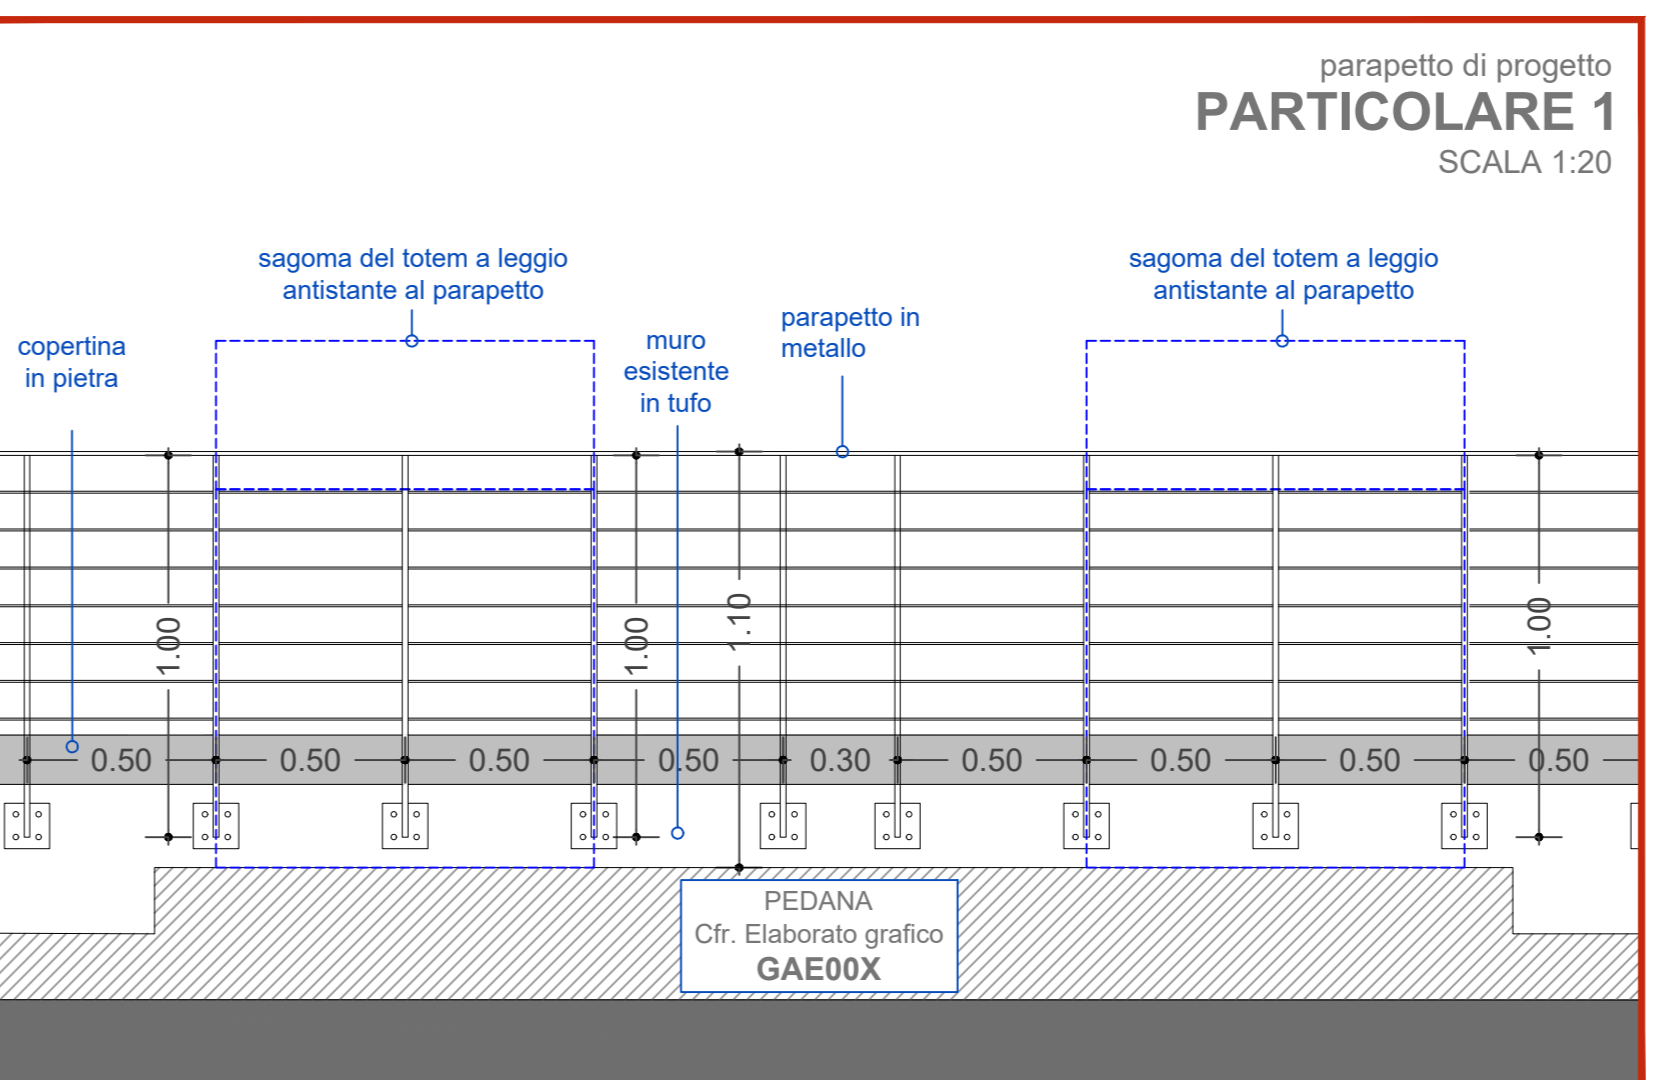 parapetto di progetto
PARTICOLARE 1
SCALA 1:20
sagoma del totem a leggio
antistante al parapetto
sagoma del totem a leggio
antistante al parapetto
copertina
in pietra
muro
esistente
in tufo
parapetto in
metallo
1.00
1.00
1.10
1.00
0.50
0.50
0.50
0.50
0.30
0.50
0.50
0.50
0.50
PEDANA
Cfr. Elaborato grafico
GAE00X